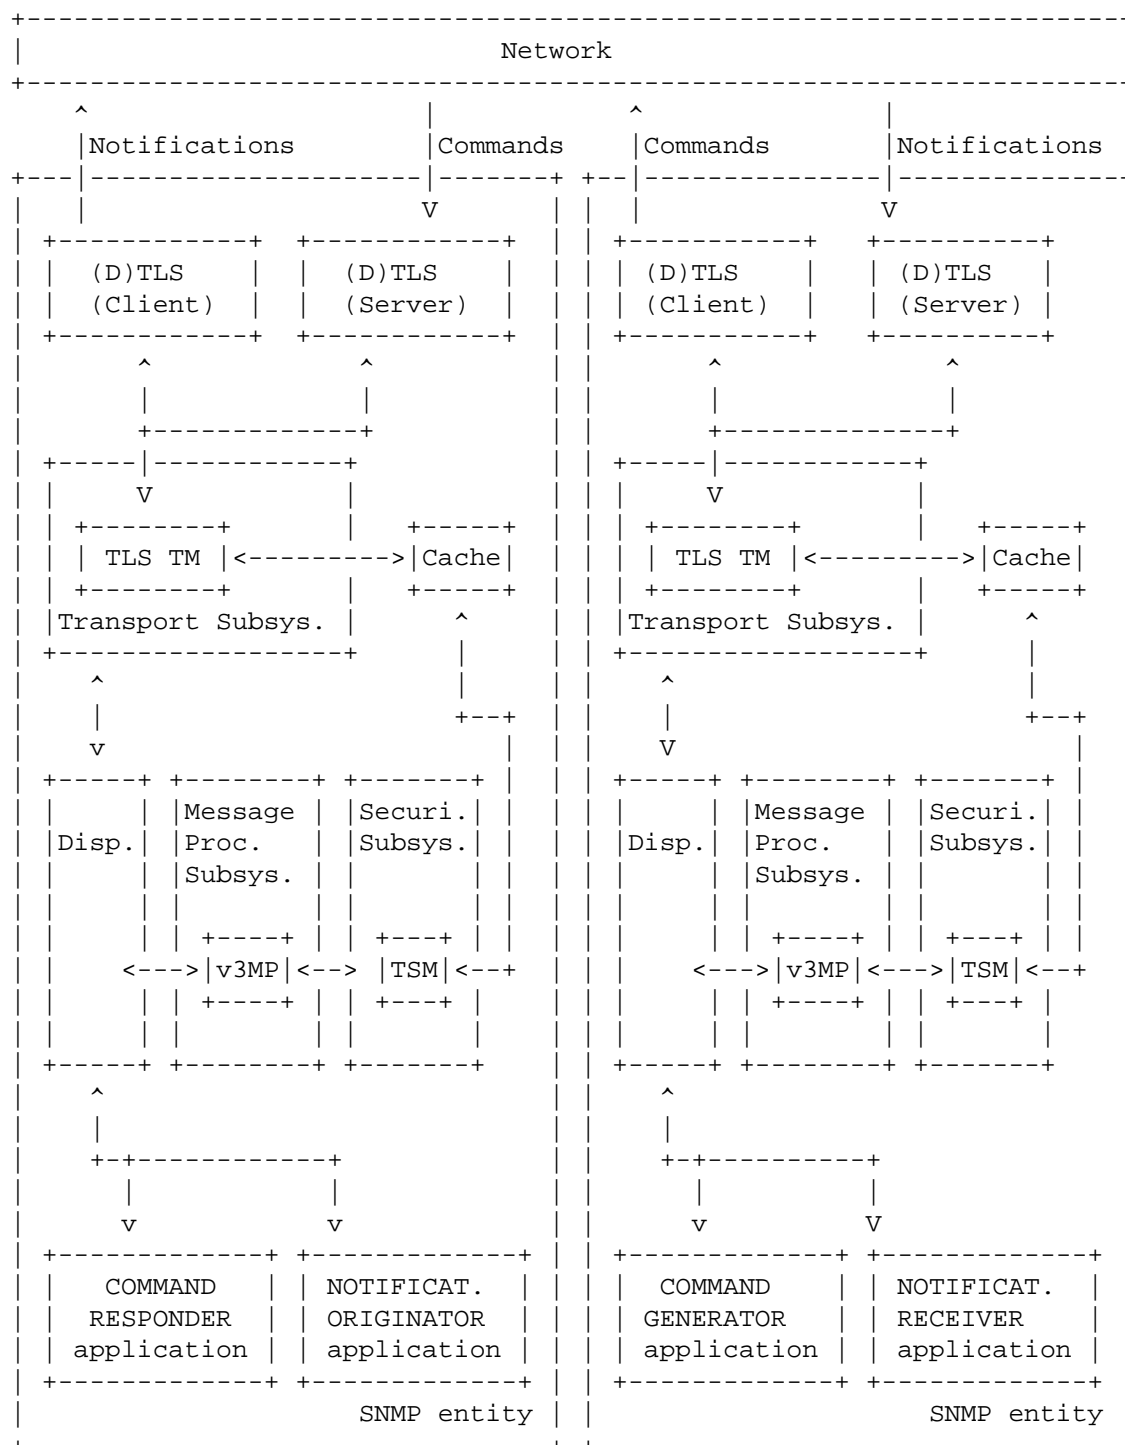 Network
Notifications Commands Commands Notifications
V V
(D)TLS (D)TLS (D)TLS (D)TLS
(Client) (Server) (Client) (Server)
V V
TLS TM Cache TLS TM Cache
Transport Subsys. Transport Subsys.
v V
Message Securi. Message Securi.
Disp. Proc. Subsys. Disp. Proc. Subsys.
Subsys. Subsys.
v3MP TSM v3MP TSM
v v v V
COMMAND NOTIFICAT. COMMAND NOTIFICAT.
RESPONDER ORIGINATOR GENERATOR RECEIVER
application application application application
SNMP entity SNMP entity